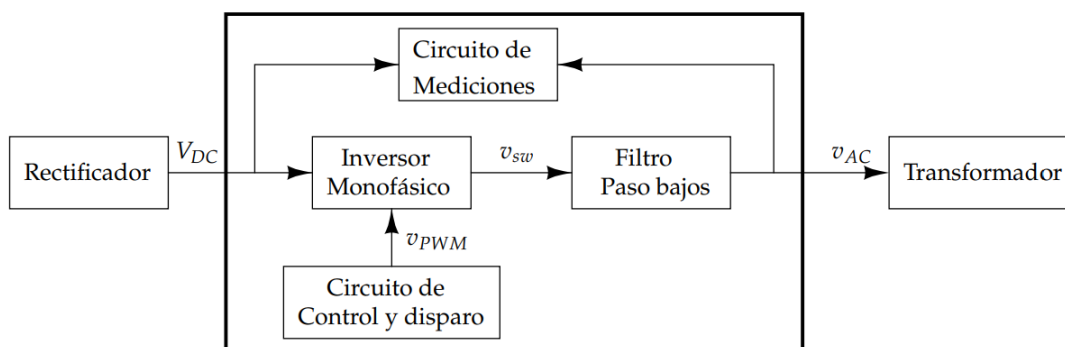 Circuito de
Mediciones
Rectificador
V_DC
Inversor
Monofásico
v_sw
Filtro
Paso bajos
v_AC
Transformador
v_PWM
Circuito de
Control y disparo